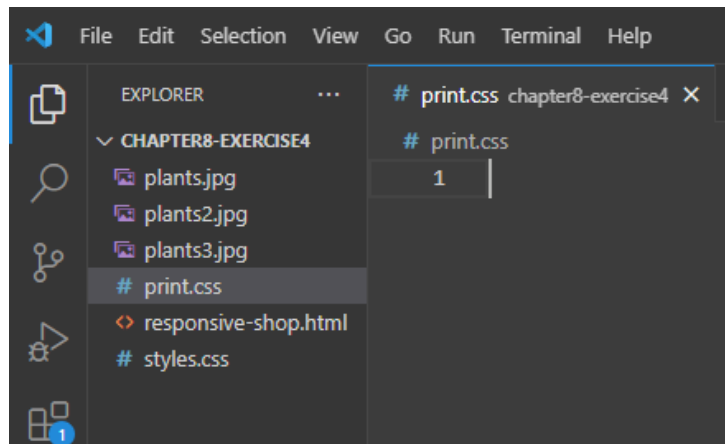 File Edit Selection View Go Run Terminal Help
EXPLORER ...
CHAPTER8-EXERCISE4
plants.jpg
plants2.jpg
plants3.jpg
# print.css
<> responsive-shop.html
# styles.css
1
# print.css chapter8-exercise4 ×
# print.css
1